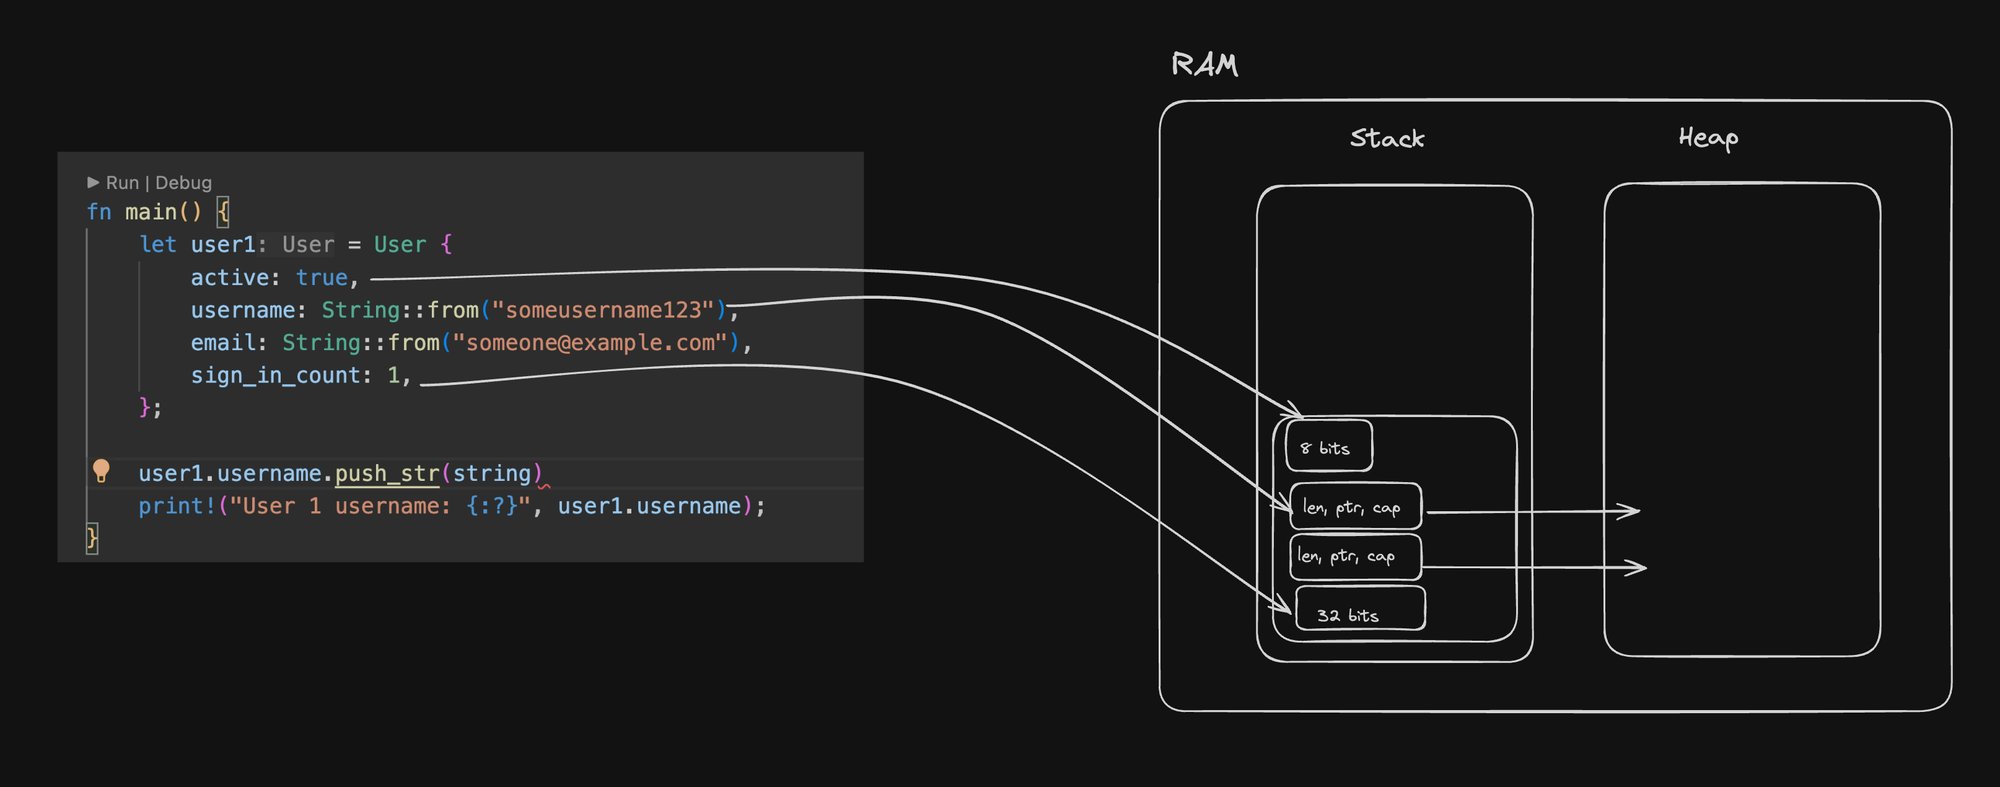 Run | Debug
fn main() {
let user1: User = User {
active: true,
username: String::from("someusername123"),
email: String::from("someone@example.com"),
sign_in_count: 1,
};
user1.username.push_str(string)
print!("User 1 username: {:?}", user1.username);
}
RAM
Stack
Heap
8 bits
len, ptr, cap
len, ptr, cap
32 bits